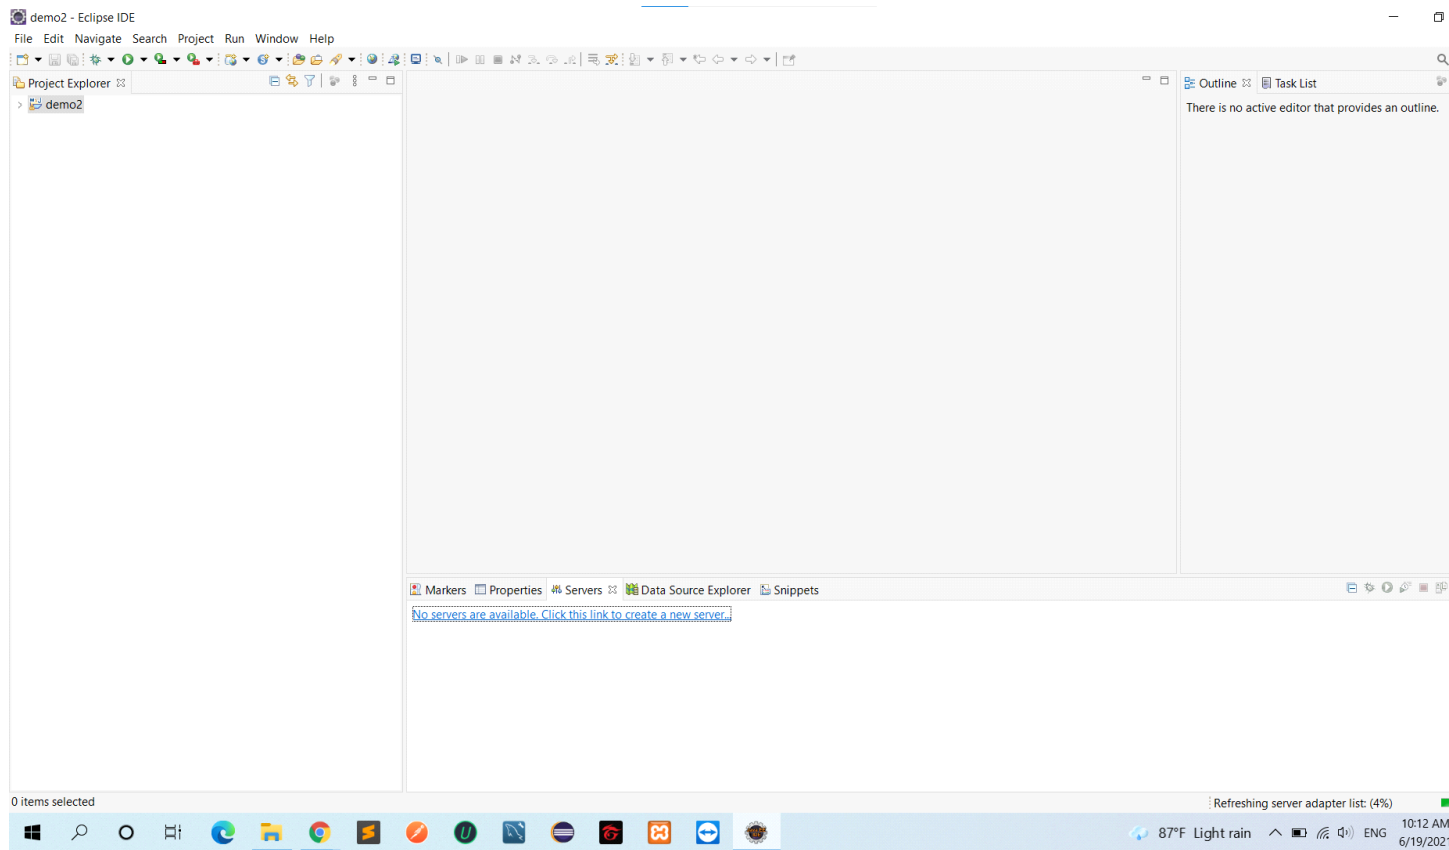 demo2 - Eclipse IDE
File Edit Navigate Search Project Run Window Help
Project Explorer
demo2
Outline
Task List
There is no active editor that provides an outline.
Markers Properties Servers Data Source Explorer Snippets
No servers are available. Click this link to create a new server...
0 items selected
Refreshing server adapter list: (4%)
87°F Light rain
ENG
10:12 AM
6/19/202